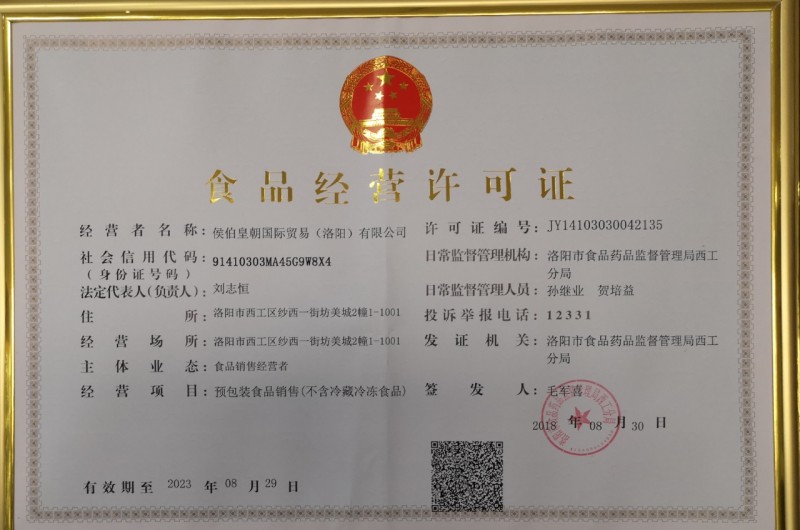 食品经营许可证
经营者名称：侯伯皇朝国际贸易（洛阳）有限公司
社会信用代码：91410303MA45G9W8X4
（身份证号码）
法定代表人(负责人)：刘志恒
住所：洛阳市西工区纱西一街坊美城2幢1-1001
经营场所：洛阳市西工区纱西一街坊美城2幢1-1001
主体业态：食品销售经营者
经营项目：预包装食品销售(不含冷藏冷冻食品)
许可证编号：JY14103030042135
日常监督管理机构：洛阳市食品药品监督管理局西工
分局
日常监督管理人员：孙继业 贺培益
投诉举报电话：12331
发证机关：洛阳市食品药品监督管理局西工
分局
签发人：毛军喜
2018 年 08 月 30 日
有效期至 2023 年 08 月 29 日